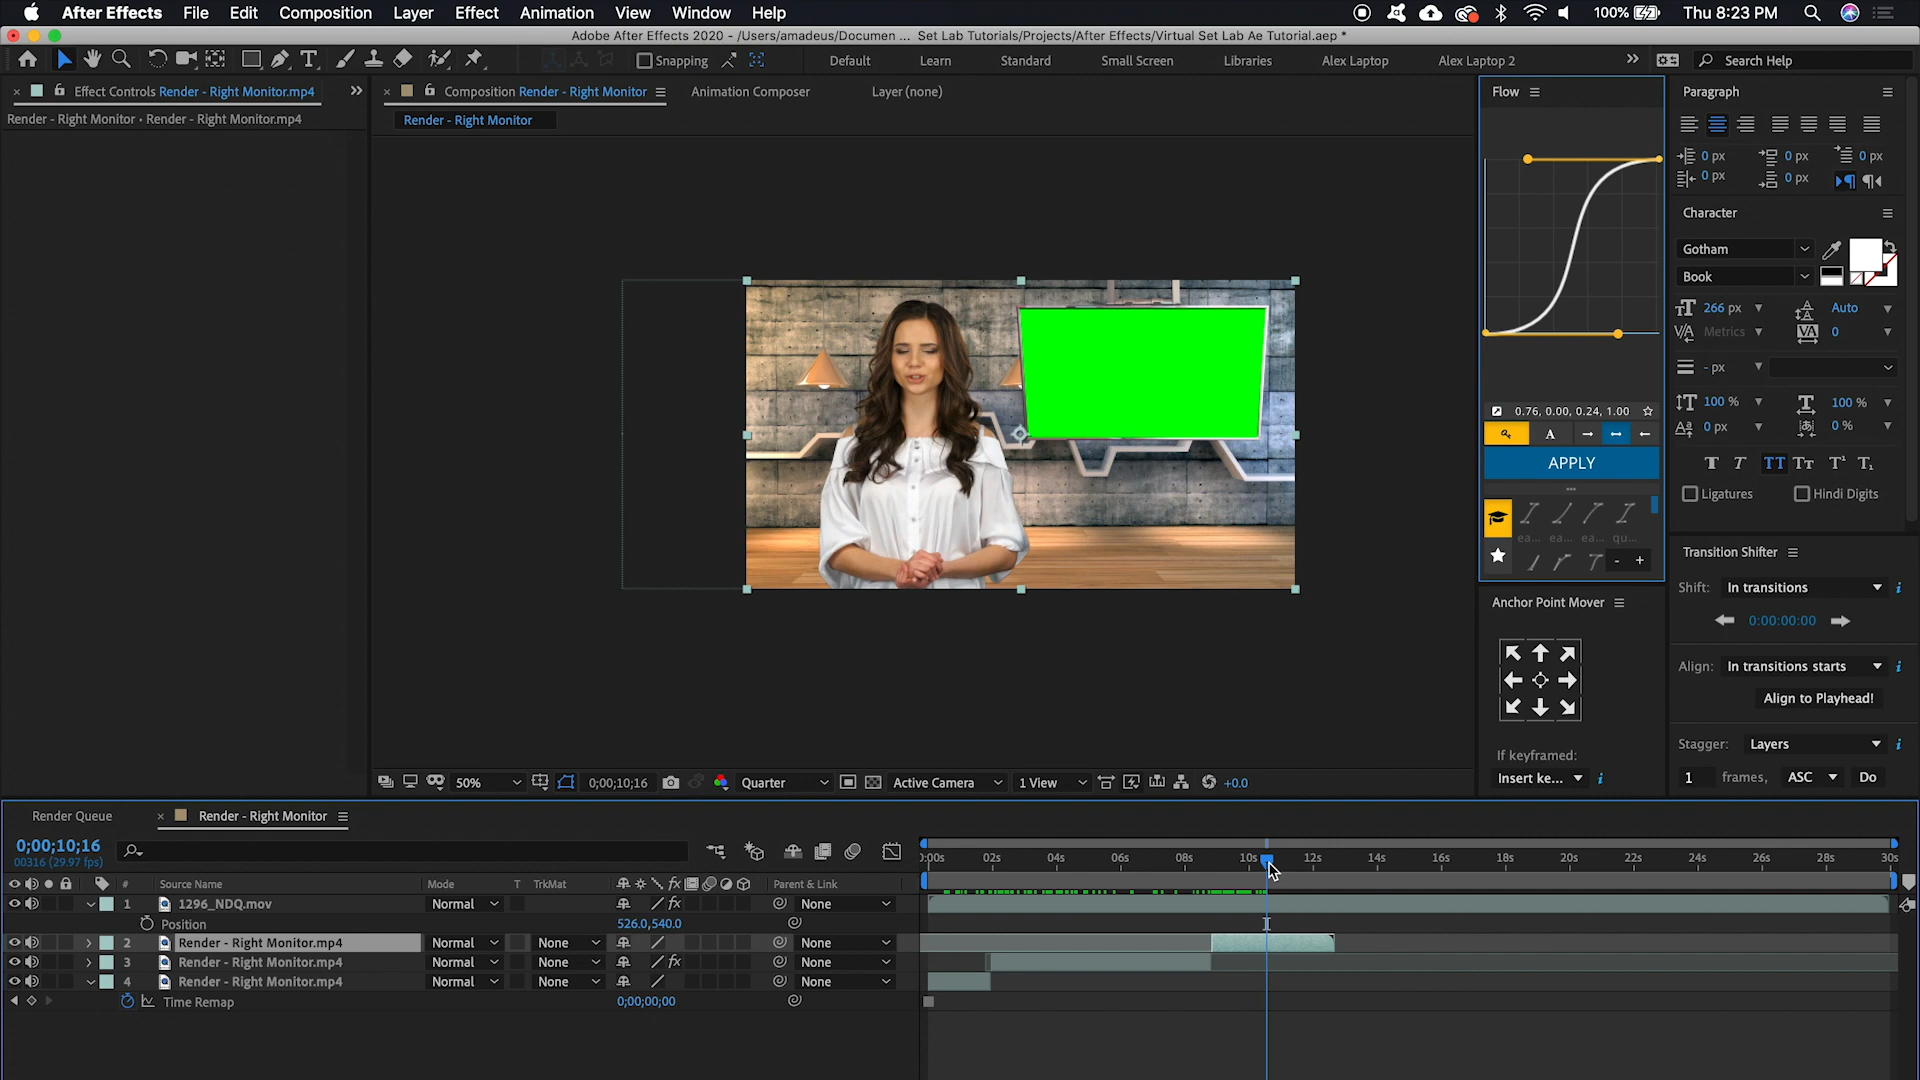 After Effects File Edit Composition Layer Effect Animation View Window Help 100% Thu 8:23 PM
Adobe After Effects 2020 - /Users/amadeus/Documen ... Set Lab Tutorials/Projects/After Effects/Virtual Set Lab Ae Tutorial.aep *
Snapping Default Learn Standard Small Screen Libraries Alex Laptop Alex Laptop 2 Search Help
Effect Controls Render - Right Monitor.mp4
Render - Right Monitor • Render - Right Monitor.mp4
Composition Render - Right Monitor Animation Composer Layer (none)
Render - Right Monitor
50% 0;00;10;16 Quarter Active Camera 1 View +0.0
Flow
0.76, 0.00, 0.24, 1.00
A
APPLY
ea... ea... ea... qu...
- +
Anchor Point Mover
If keyframed:
Insert ke...
Paragraph
0 px 0 px 0 px
0 px 0 px
Character
Gotham
Book
266 px Auto
Metrics 0
- px
100 % 100 %
0 px 0 %
T T TT Tт T¹ T₁
Ligatures Hindi Digits
Transition Shifter
Shift: In transitions
0:00:00:00
Align: In transitions starts
Align to Playhead!
Stagger: Layers
1 frames, ASC Do
Render Queue Render - Right Monitor
0;00;10;16
00316 (29.97 fps)
# Source Name Mode T TrkMat fx Parent & Link
1 1296_NDQ.mov Normal fx None
Position 526.0,540.0
2 Render - Right Monitor.mp4 Normal None None
3 Render - Right Monitor.mp4 Normal None fx None
4 Render - Right Monitor.mp4 Normal None None
Time Remap 0;00;00;00
):00s 02s 04s 06s 08s 10s 12s 14s 16s 18s 20s 22s 24s 26s 28s 30s